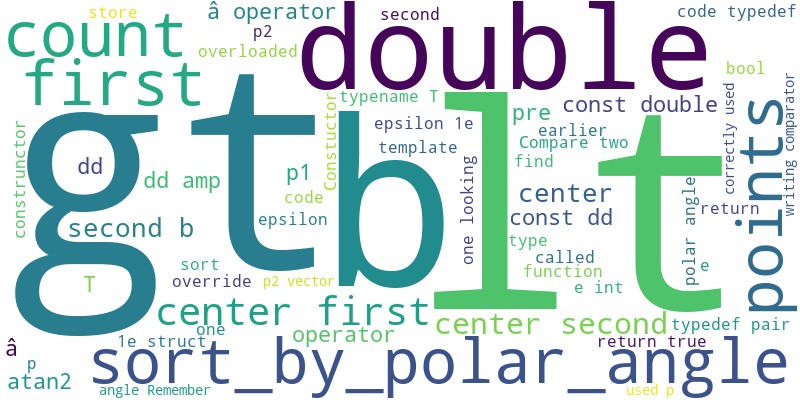 store
â operator
second
code typedef
count
p2
double
overloaded
first
bool
typename T
const double
points
gt
b
lt
pre
Constuctor
epsilon 1e
earlier
correctly used
writing comparator
construnctor
template
Compare two
dd
dd amp
p1
find
one looking
code
center
polar angle
second b
epsilon
const dd
return
type
called
sort
function
e
T
override
p2 vector
e int
center first
one
operator
center second
typedef pair
â
1e struct
return true
p
sort_by_polar_angle
atan2
angle Remember
used p